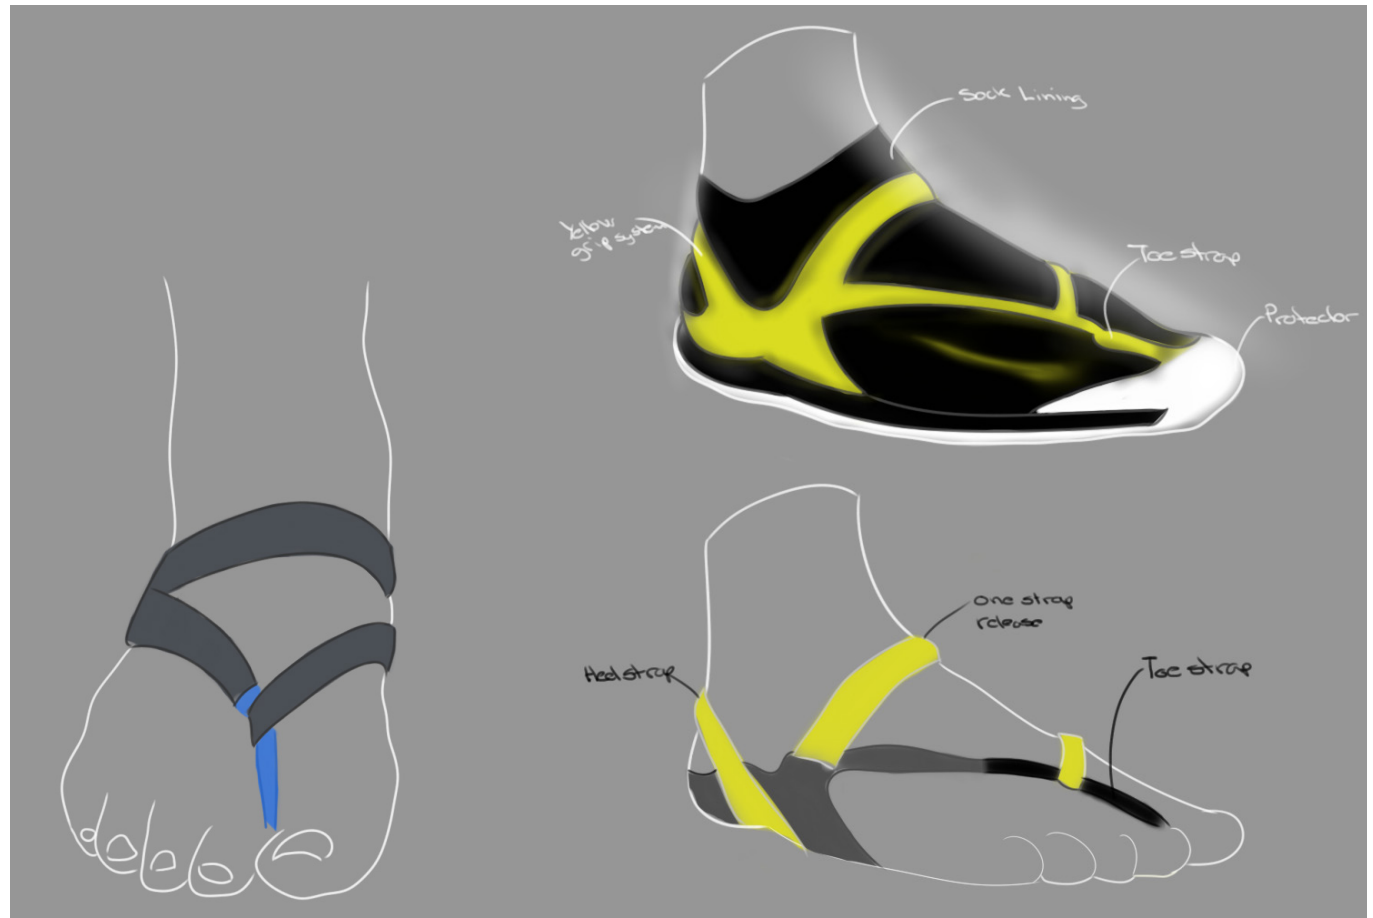 Sock Lining
Yellow
grip system
Toe strap
Protector
one strap
release
Heel strap
Toe strap